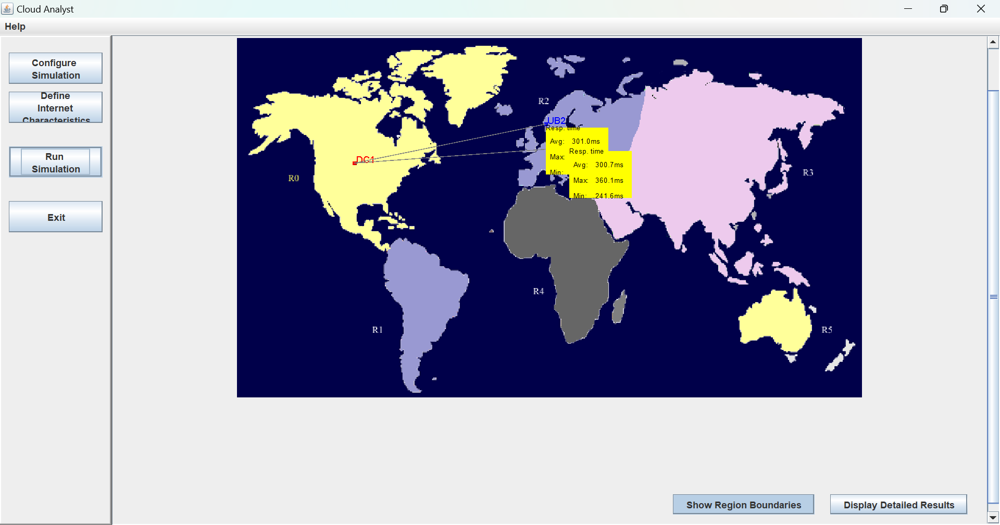 Cloud Analyst
Help
Configure
Simulation
Define
Internet
Characteristics
Run
Simulation
Exit
R2
UB2
Resp. time
Avg: 301.0ms
Max:
Min:
Resp. time
Avg: 300.7ms
Max: 360.1ms
Min: 241.6ms
DC1
R0
R3
R4
R1
R5
Show Region Boundaries
Display Detailed Results